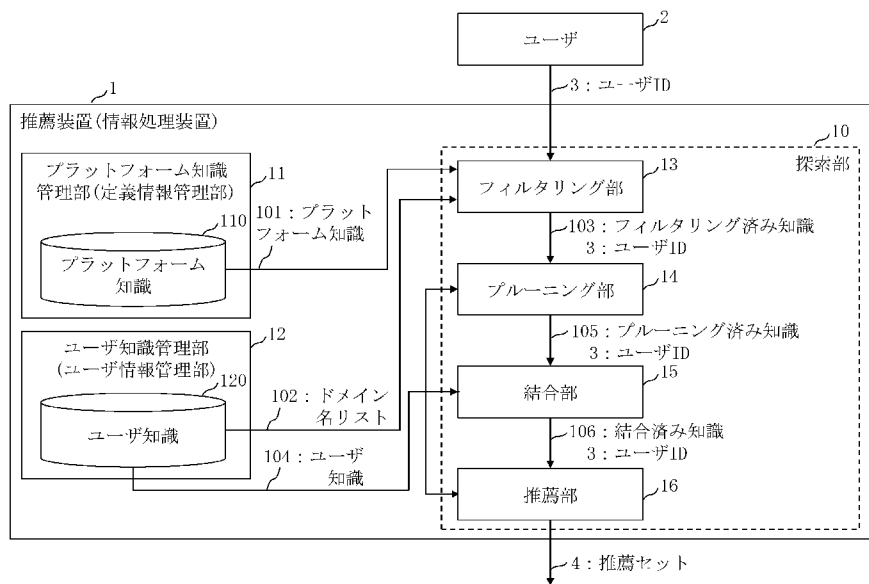 2
ユーザ
3：ユーザID
1
推薦装置(情報処理装置)
10
探索部
プラットフォーム知識
管理部(定義情報管理部)
11
110
プラットフォーム
知識
101：プラット
フォーム知識
13
フィルタリング部
103：フィルタリング済み知識
3：ユーザID
14
プルーニング部
105：プルーニング済み知識
3：ユーザID
ユーザ知識管理部
(ユーザ情報管理部)
12
120
ユーザ知識
102：ドメイン
名リスト
104：ユーザ
知識
15
結合部
106：結合済み知識
3：ユーザID
16
推薦部
4：推薦セット